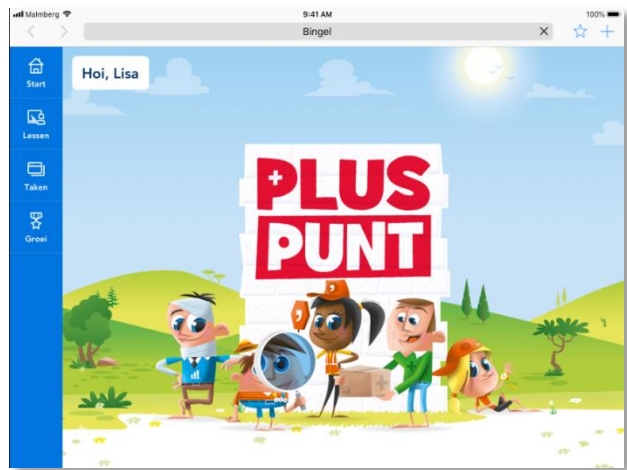 Malmberg 9:41 AM 100%
Bingel
Hoi, Lisa
Start
Lessen
Taken
Groei
PLUS
PUNT